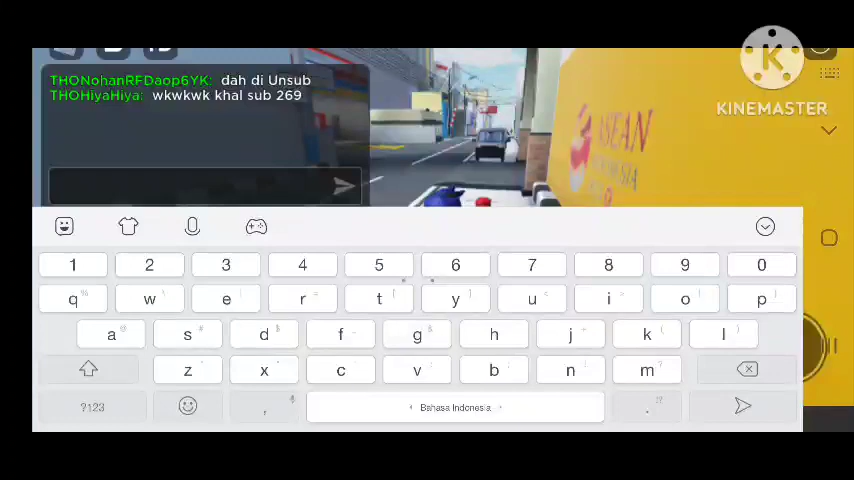 KINEMASTER
THONohanRFDaop6YK: dah di Unsub
THOHiyaHiya: wkwkwk khal sub 269
ASEAN
1 2 3 4 5 6 7 8 9 0
q w e r t y u i o p
a s d f g h j k l
z x c v b n m
?123 , Bahasa Indonesia .